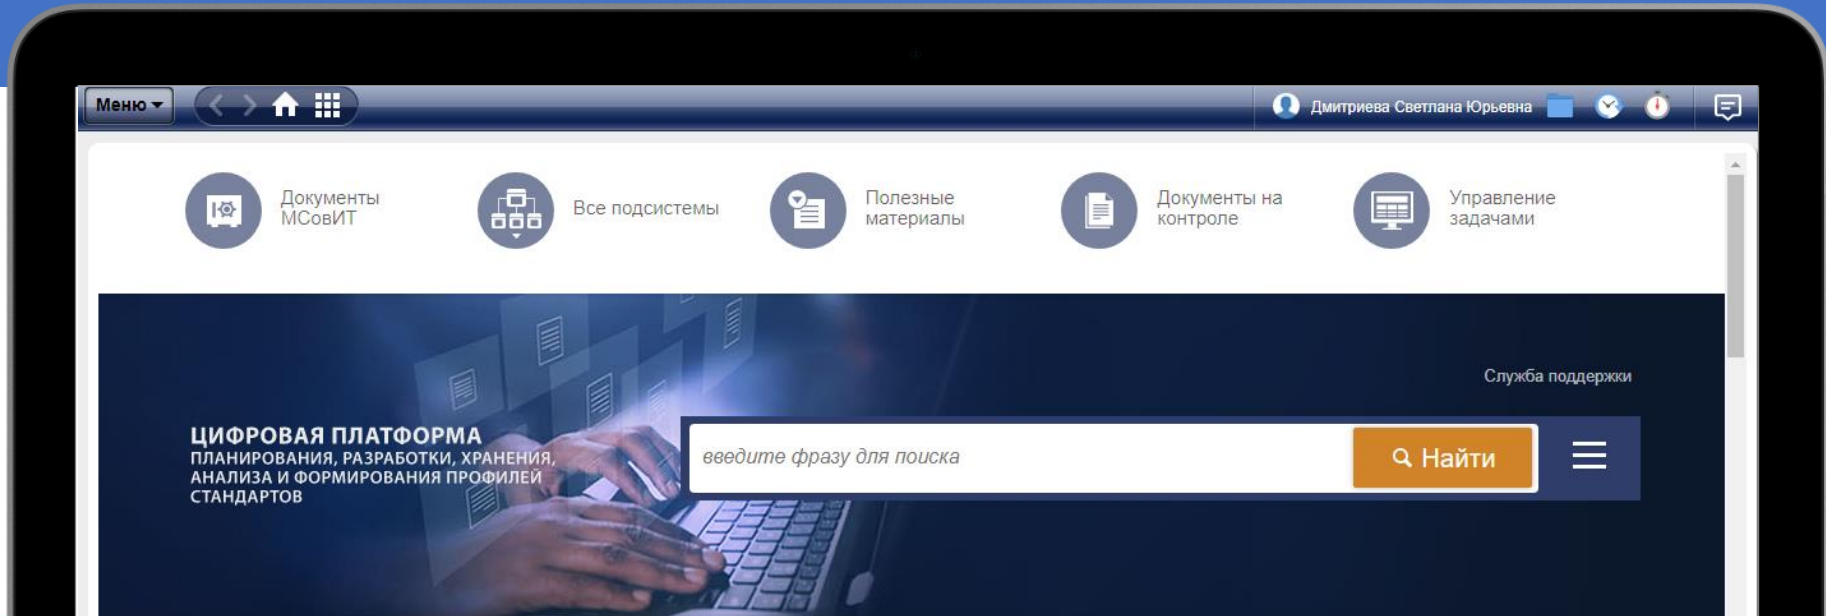 Меню
Дмитриева Светлана Юрьевна
Документы
МСовИТ
Все подсистемы
Полезные
материалы
Документы на
контроле
Управление
задачами
Служба поддержки
ЦИФРОВАЯ ПЛАТФОРМА
ПЛАНИРОВАНИЯ, РАЗРАБОТКИ, ХРАНЕНИЯ,
АНАЛИЗА И ФОРМИРОВАНИЯ ПРОФИЛЕЙ
СТАНДАРТОВ
введите фразу для поиска
Найти